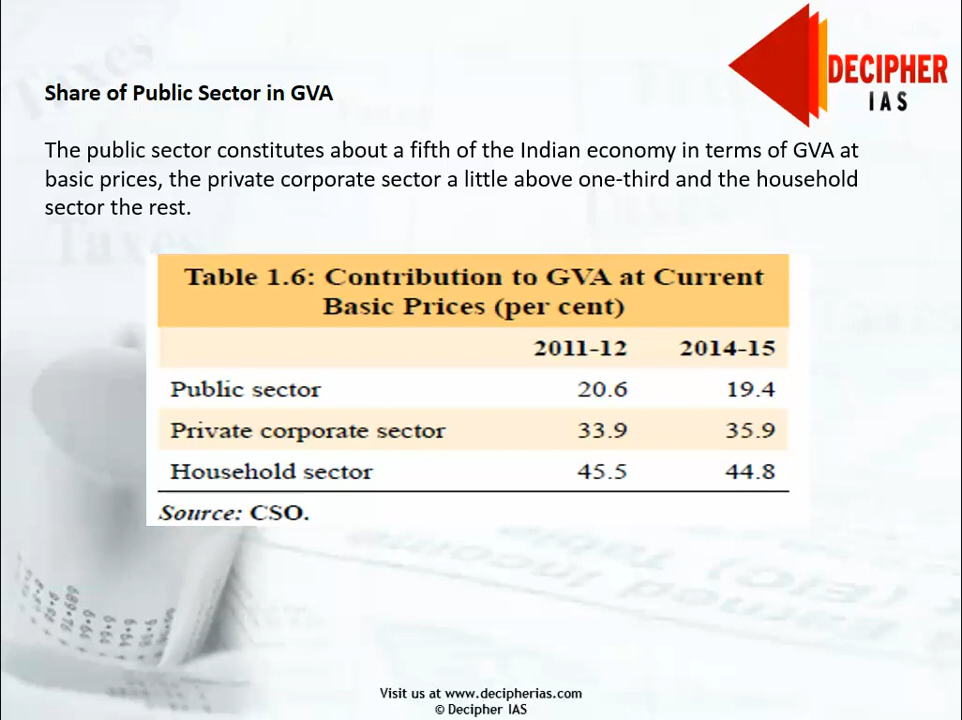 DECIPHER
IAS
Share of Public Sector in GVA
The public sector constitutes about a fifth of the Indian economy in terms of GVA at
basic prices, the private corporate sector a little above one-third and the household
sector the rest.
Table 1.6: Contribution to GVA at Current
Basic Prices (per cent)
2011-12 2014-15
Public sector 20.6 19.4
Private corporate sector 33.9 35.9
Household sector 45.5 44.8
Source: CSO.
Visit us at www.decipherias.com
© Decipher IAS